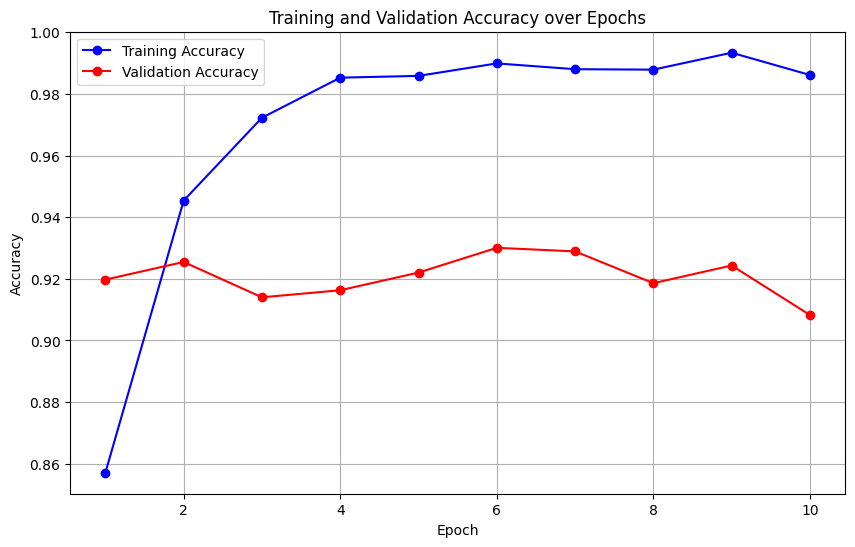 Training and Validation Accuracy over Epochs
Training Accuracy
Validation Accuracy
1.00
0.98
0.96
0.94
0.92
0.90
0.88
0.86
Accuracy
2 4 6 8 10
Epoch